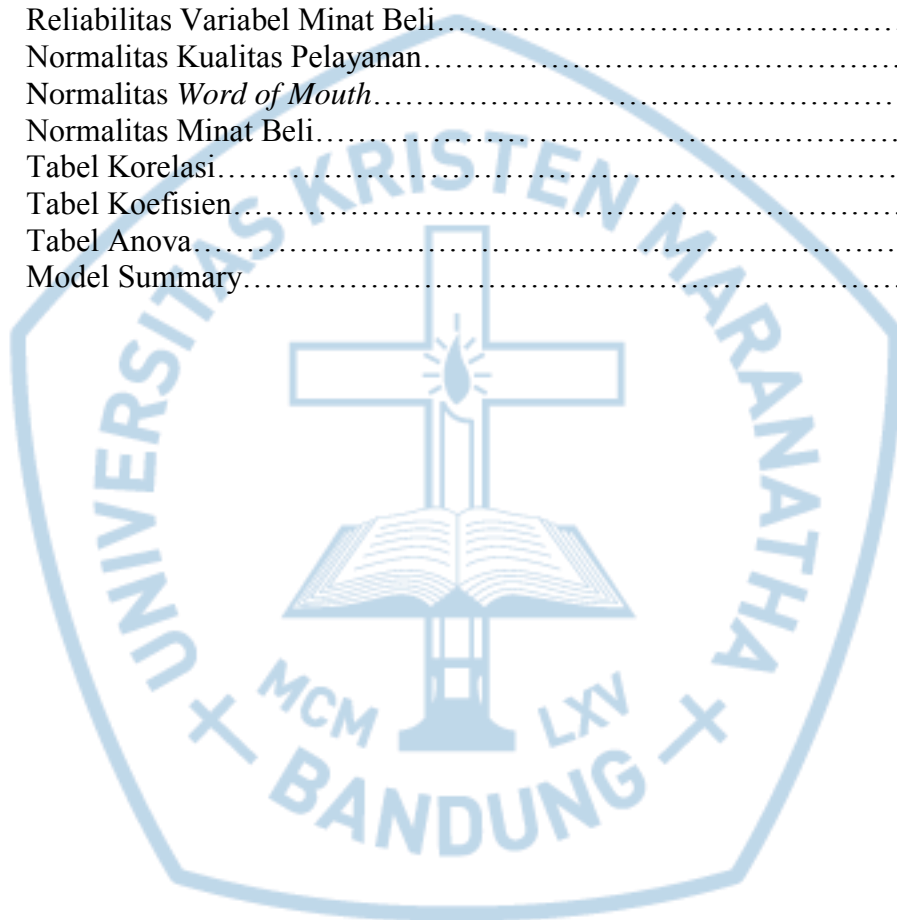 Reliabilitas Variabel Minat Beli……………………………………………
Normalitas Kualitas Pelayanan……………………………………………
Normalitas Word of Mouth…………………………………………………
Normalitas Minat Beli………………………………………………………
Tabel Korelasi………………………………………………………………
Tabel Koefisien………………………………………………………………
Tabel Anova…………………………………………………………………
Model Summary……………………………………………………………
UNIVERSITAS KRISTEN MARANATHA
MCM LXV
BANDUNG